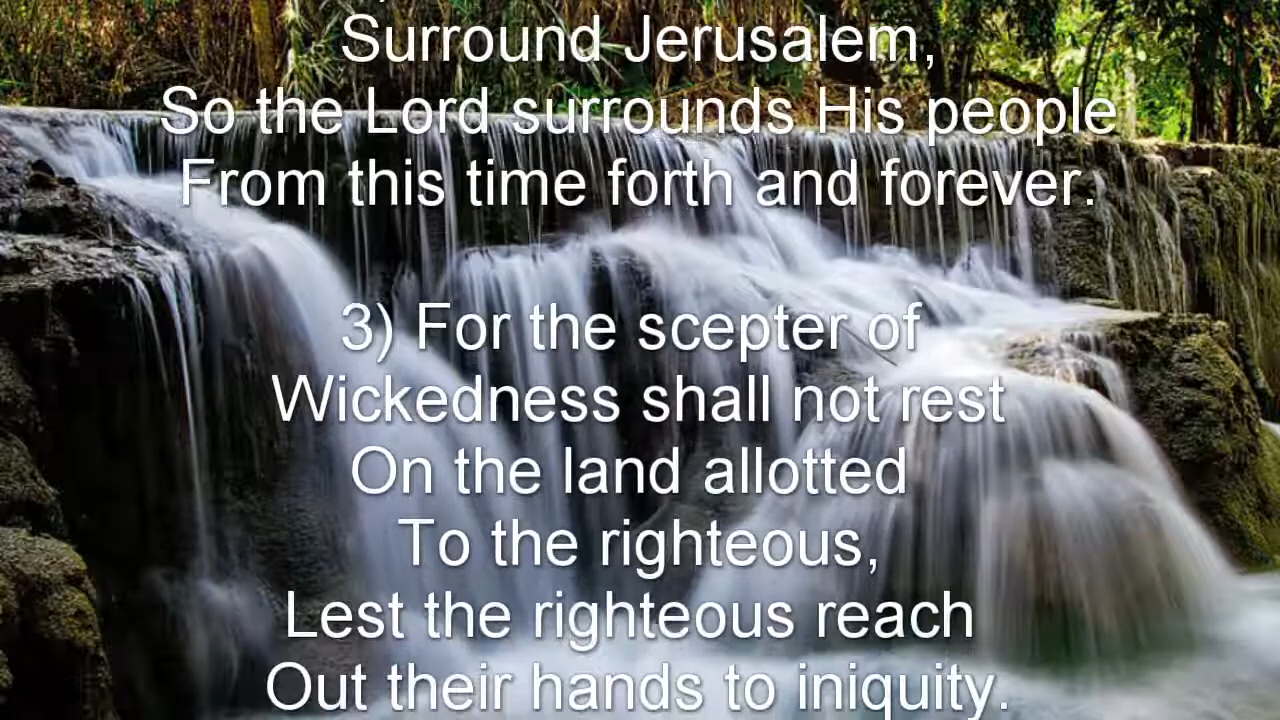 Surround Jerusalem,
So the Lord surrounds His people
From this time forth and forever.
3) For the scepter of
Wickedness shall not rest
On the land allotted
To the righteous,
Lest the righteous reach
Out their hands to iniquity.